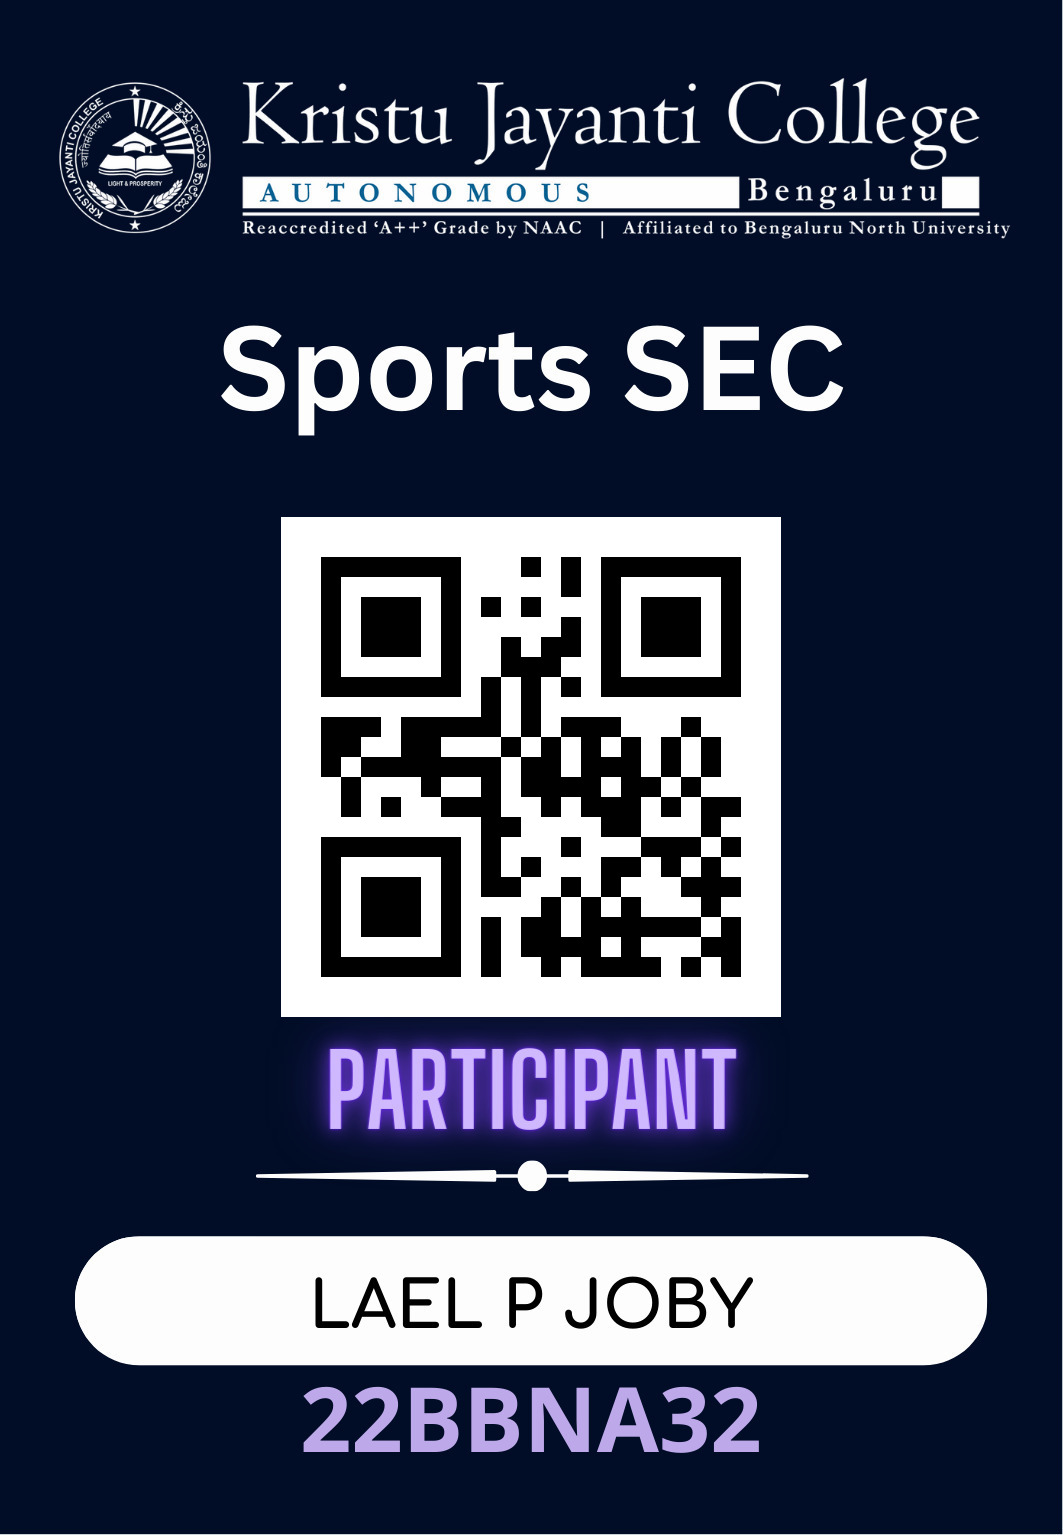 Kristu Jayanti College
AUTONOMOUS Bengaluru
Reaccredited ‘A++’ Grade by NAAC | Affiliated to Bengaluru North University
KRISTU JAYANTI COLLEGE
ಕ್ರಿಸ್ತು ಜಯಂತಿ ಕಾಲೇಜು
LIGHT & PROSPERITY
Sports SEC
PARTICIPANT
LAEL P JOBY
22BBNA32